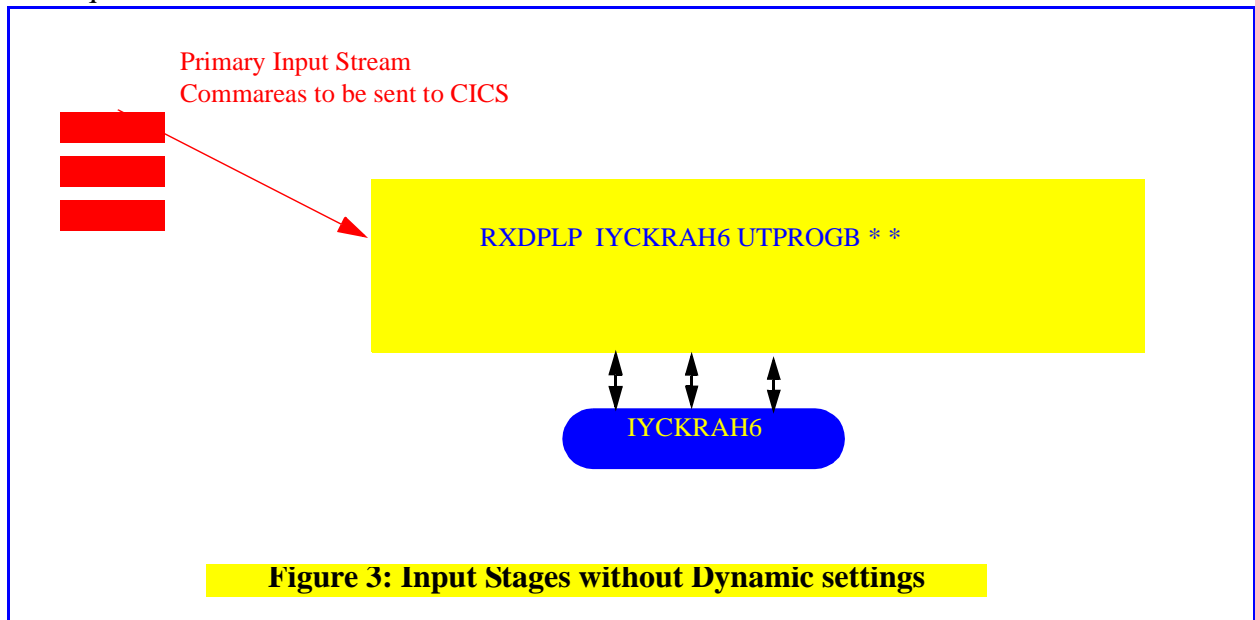 Primary Input Stream
Commareas to be sent to CICS
RXDPLP IYCKRAH6 UTPROGB * *
IYCKRAH6
Figure 3: Input Stages without Dynamic settings